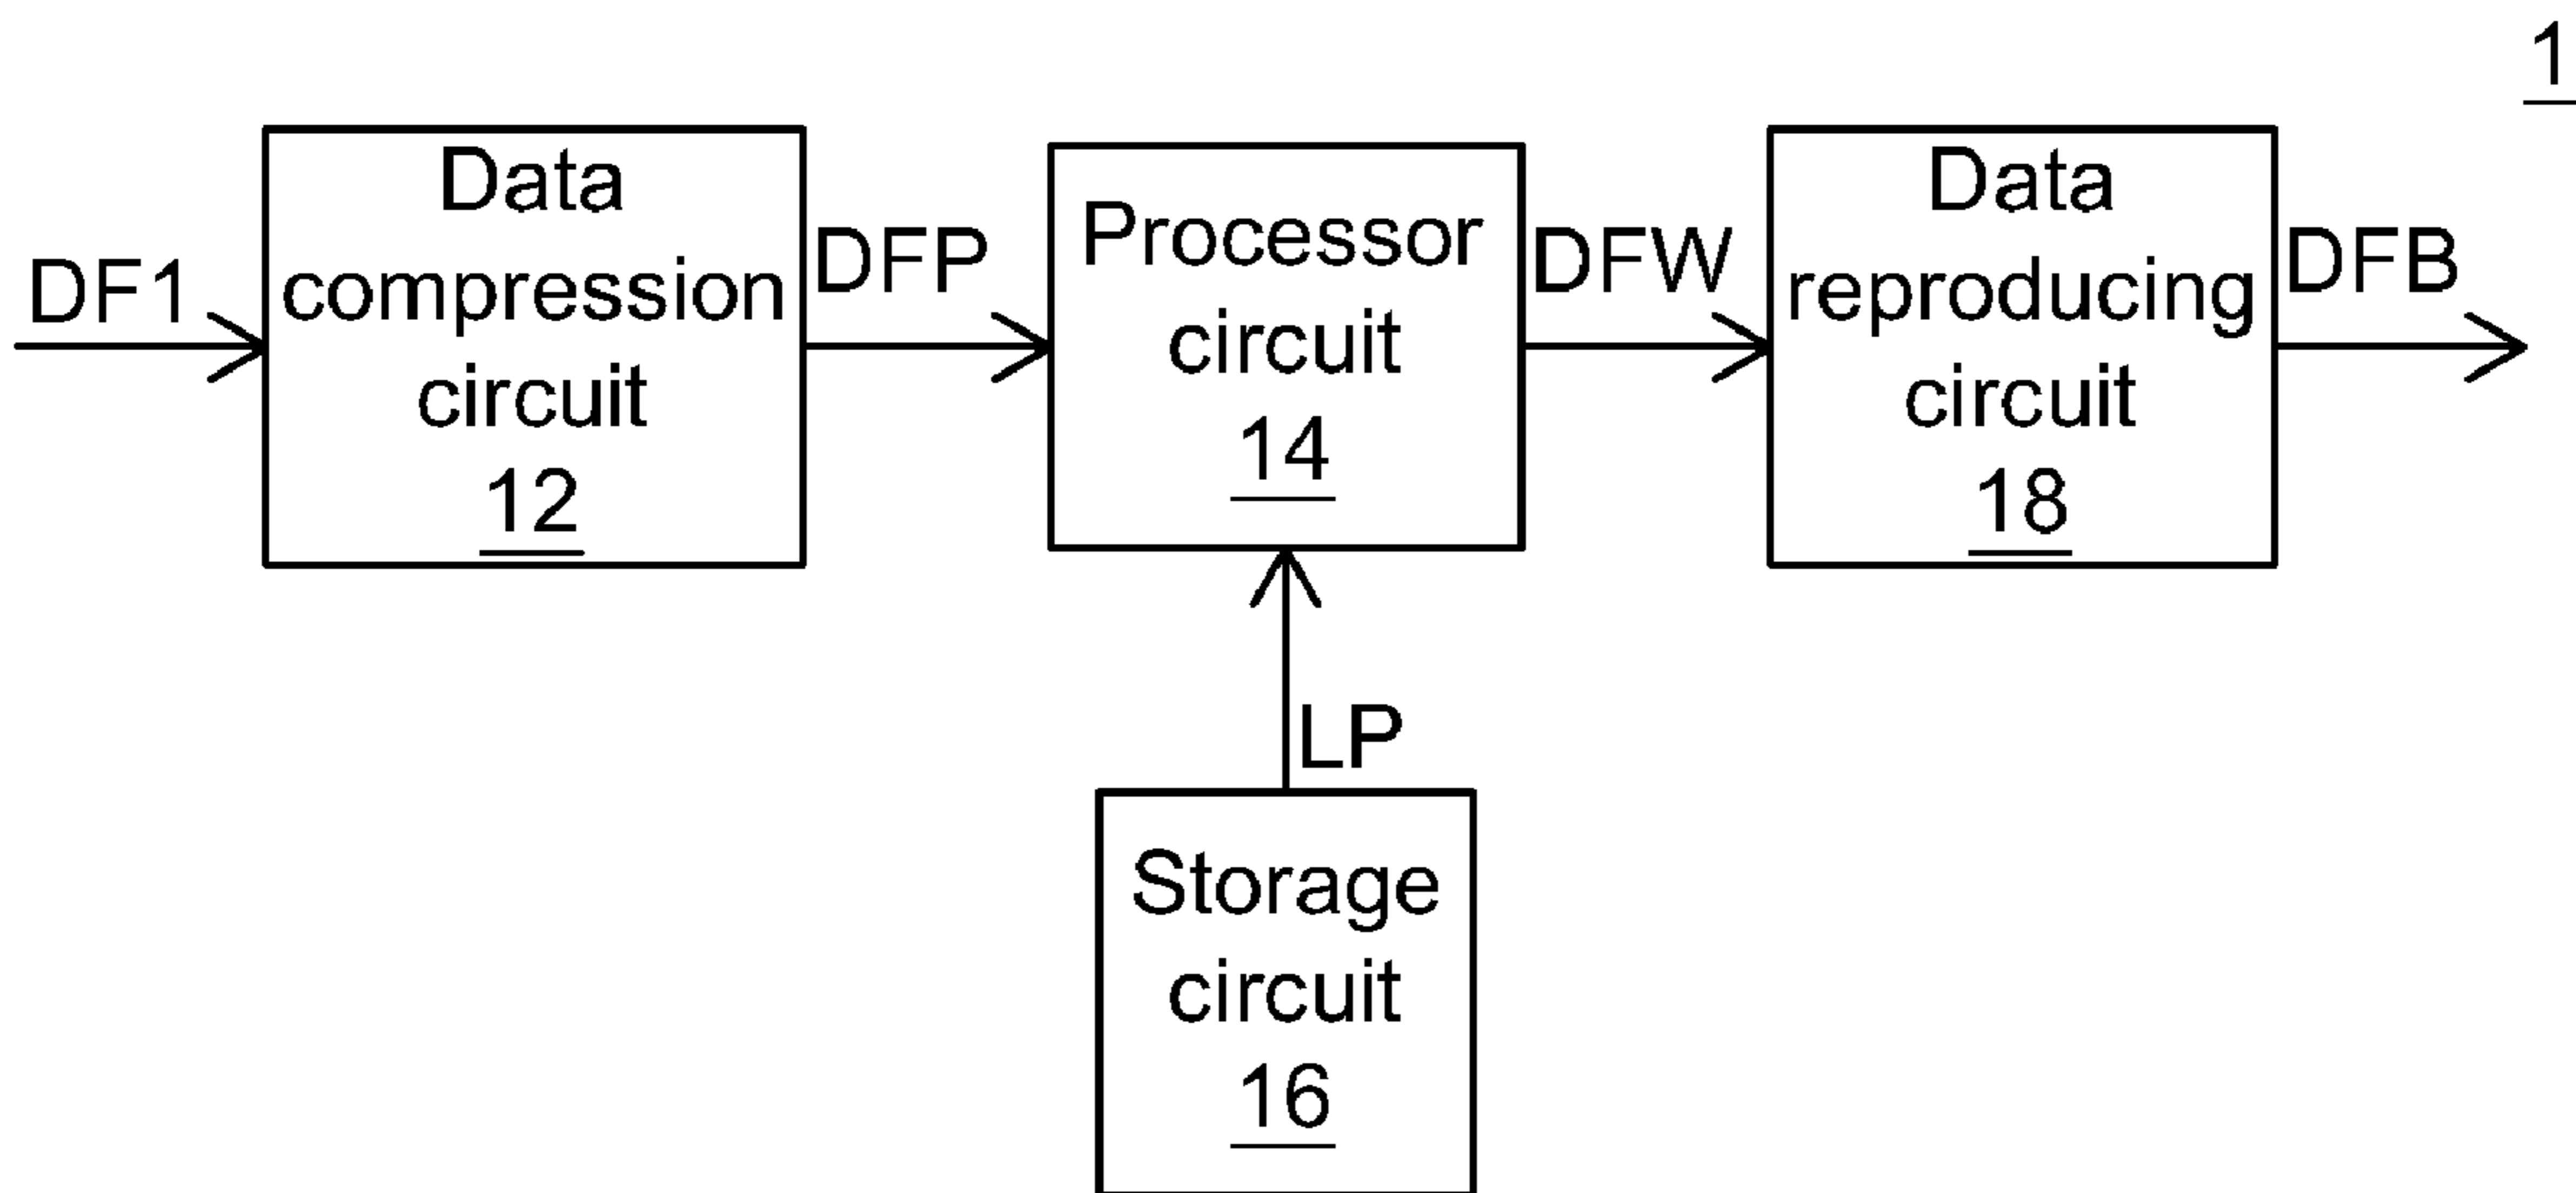 1
DF1
Data
compression
circuit
12
DFP
Processor
circuit
14
DFW
Data
reproducing
circuit
18
DFB
LP
Storage
circuit
16